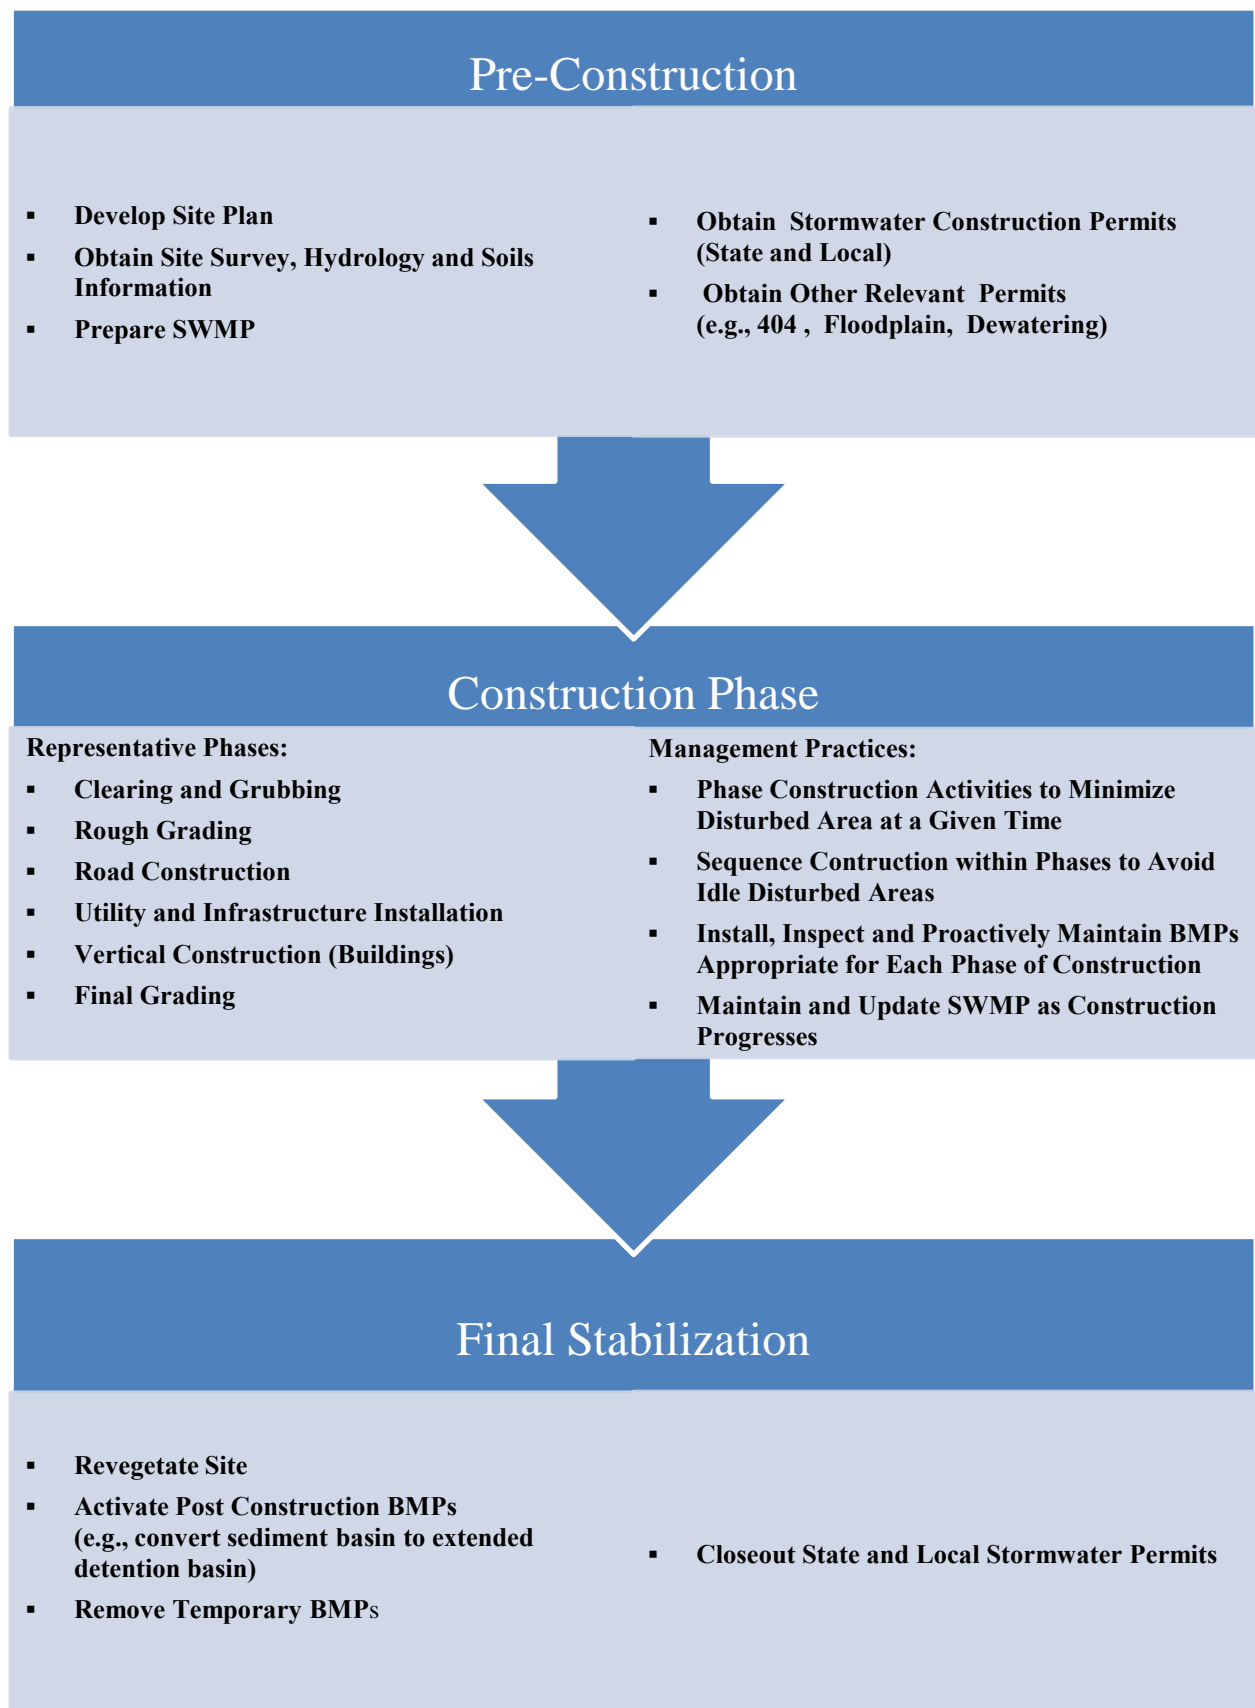 Pre-Construction
▪ Develop Site Plan
▪ Obtain Site Survey, Hydrology and Soils
Information
▪ Prepare SWMP
▪ Obtain Stormwater Construction Permits
(State and Local)
▪ Obtain Other Relevant Permits
(e.g., 404 , Floodplain, Dewatering)
Construction Phase
Representative Phases:
▪ Clearing and Grubbing
▪ Rough Grading
▪ Road Construction
▪ Utility and Infrastructure Installation
▪ Vertical Construction (Buildings)
▪ Final Grading
Management Practices:
▪ Phase Construction Activities to Minimize
Disturbed Area at a Given Time
▪ Sequence Contruction within Phases to Avoid
Idle Disturbed Areas
▪ Install, Inspect and Proactively Maintain BMPs
Appropriate for Each Phase of Construction
▪ Maintain and Update SWMP as Construction
Progresses
Final Stabilization
▪ Revegetate Site
▪ Activate Post Construction BMPs
(e.g., convert sediment basin to extended
detention basin)
▪ Remove Temporary BMPs
▪ Closeout State and Local Stormwater Permits